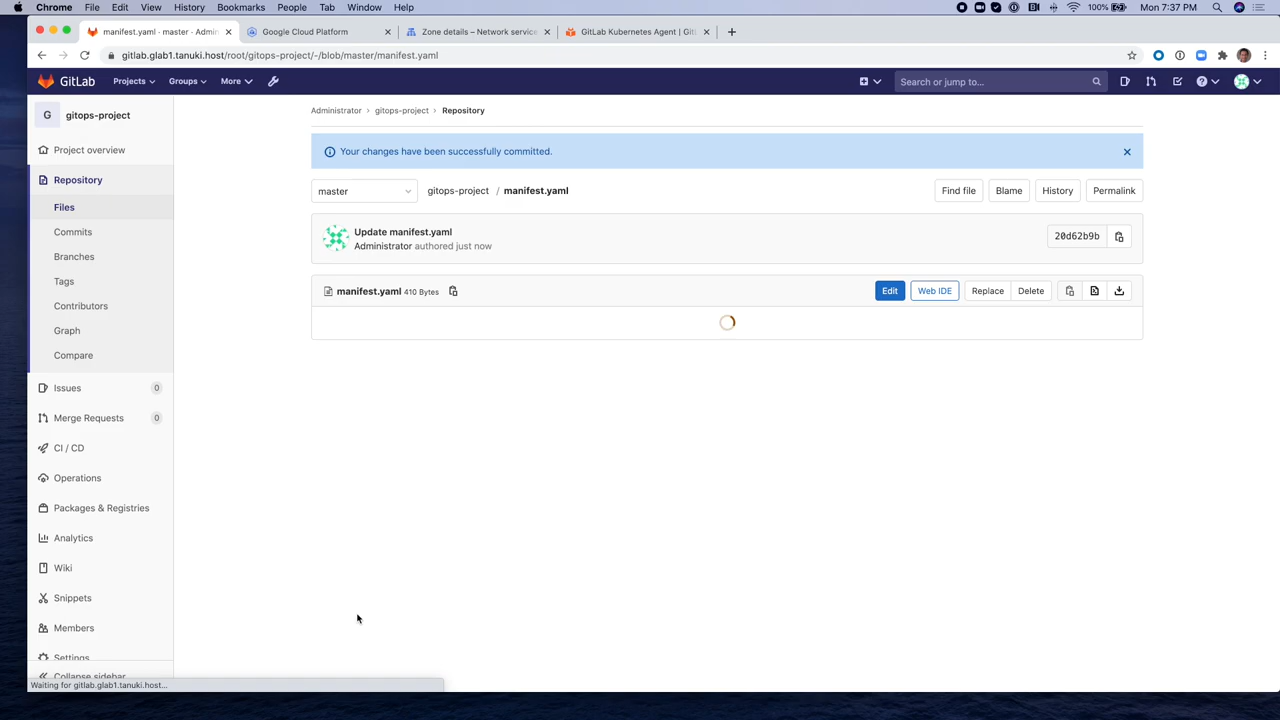 Chrome File Edit View History Bookmarks People Tab Window Help 100% Mon 7:37 PM
manifest.yaml · master · Admin Google Cloud Platform Zone details – Network service GitLab Kubernetes Agent | Git
gitlab.glab1.tanuki.host/root/gitops-project/-/blob/master/manifest.yaml
GitLab Projects Groups More Search or jump to...
G gitops-project
Administrator > gitops-project > Repository
Project overview
Your changes have been successfully committed.
Repository
master gitops-project / manifest.yaml Find file Blame History Permalink
Files
Commits
Update manifest.yaml
Administrator authored just now
20d62b9b
Branches
Tags
manifest.yaml 410 Bytes Edit Web IDE Replace Delete
Contributors
Graph
Compare
Issues 0
Merge Requests 0
CI / CD
Operations
Packages & Registries
Analytics
Wiki
Snippets
Members
Settings
Collapse sidebar
Waiting for gitlab.glab1.tanuki.host...